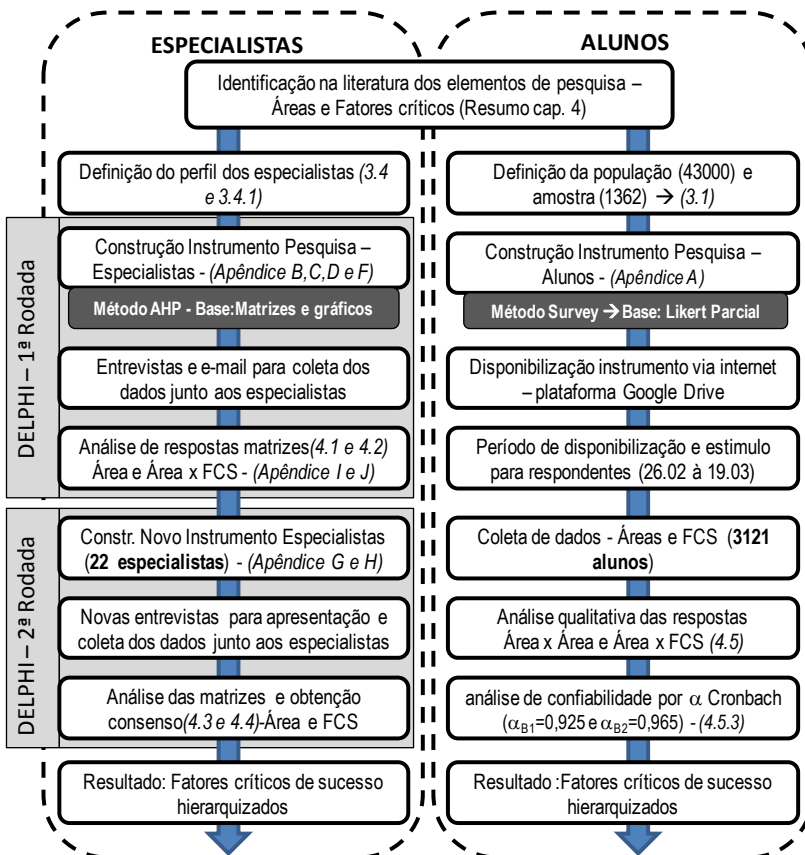 ESPECIALISTAS
ALUNOS
Identificação na literatura dos elementos de pesquisa –
Áreas e Fatores críticos (Resumo cap. 4)
Definição do perfil dos especialistas (3.4
e 3.4.1)
DELPHI – 1ª Rodada
Construção Instrumento Pesquisa –
Especialistas - (Apêndice B,C,D e F)
Método AHP - Base:Matrizes e gráficos
Entrevistas e e-mail para coleta dos
dados junto aos especialistas
Análise de respostas matrizes(4.1 e 4.2)
Área e Área x FCS - (Apêndice I e J)
DELPHI – 2ª Rodada
Constr. Novo Instrumento Especialistas
(22 especialistas) - (Apêndice G e H)
Novas entrevistas para apresentação e
coleta dos dados junto aos especialistas
Análise das matrizes e obtenção
consenso(4.3 e 4.4)-Área e FCS
Resultado: Fatores críticos de sucesso
hierarquizados
Definição da população (43000) e
amostra (1362) → (3.1)
Construção Instrumento Pesquisa –
Alunos - (Apêndice A)
Método Survey → Base: Likert Parcial
Disponibilização instrumento via internet
– plataforma Google Drive
Período de disponibilização e estimulo
para respondentes (26.02 à 19.03)
Coleta de dados - Áreas e FCS (3121
alunos)
Análise qualitativa das respostas
Área x Área e Área x FCS (4.5)
análise de confiabilidade por α Cronbach
(αB1=0,925 e αB2=0,965) - (4.5.3)
Resultado :Fatores críticos de sucesso
hierarquizados